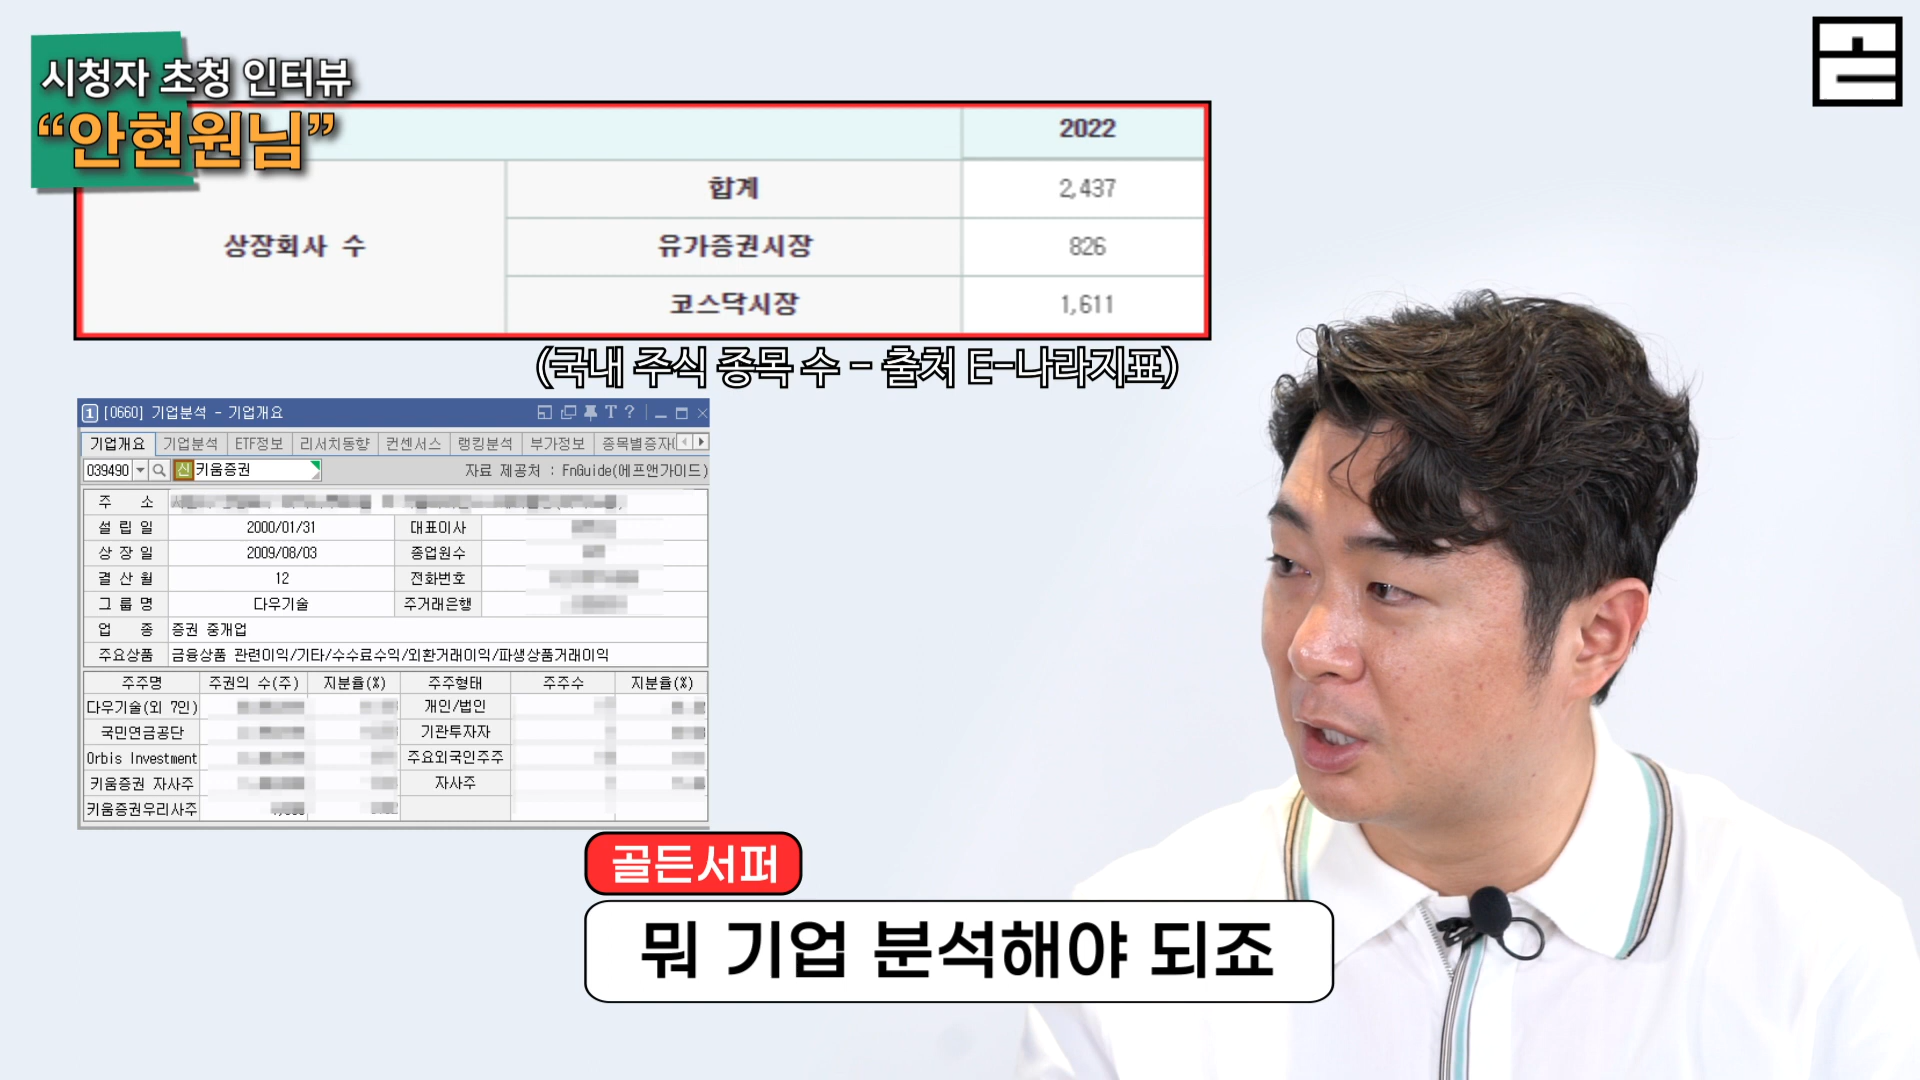 시청자 초청 인터뷰
“안현원님”
2022
상장회사 수
합계 2,437
유가증권시장 826
코스닥시장 1,611
(국내 주식 종목 수 - 출처 E-나라지표)
1 [0660] 기업분석 - 기업개요 T ?
기업개요 기업분석 ETF정보 리서치동향 컨센서스 랭킹분석 부가정보 종목별증자(
039490 신 키움증권 자료 제공처 : FnGuide(에프앤가이드)
주 소
설 립 일 2000/01/31 대표이사
상 장 일 2009/08/03 종업원수
결 산 월 12 전화번호
그 룹 명 다우기술 주거래은행
업 종 증권 중개업
주요상품 금융상품 관련이익/기타/수수료수익/외환거래이익/파생상품거래이익
주주명 주권의 수(주) 지분율(%) 주주형태 주주수 지분율(%)
다우기술(외 7인) 개인/법인
국민연금공단 기관투자자
Orbis Investment 주요외국인주주
키움증권 자사주 자사주
키움증권우리사주
골든서퍼
뭐 기업 분석해야 되죠